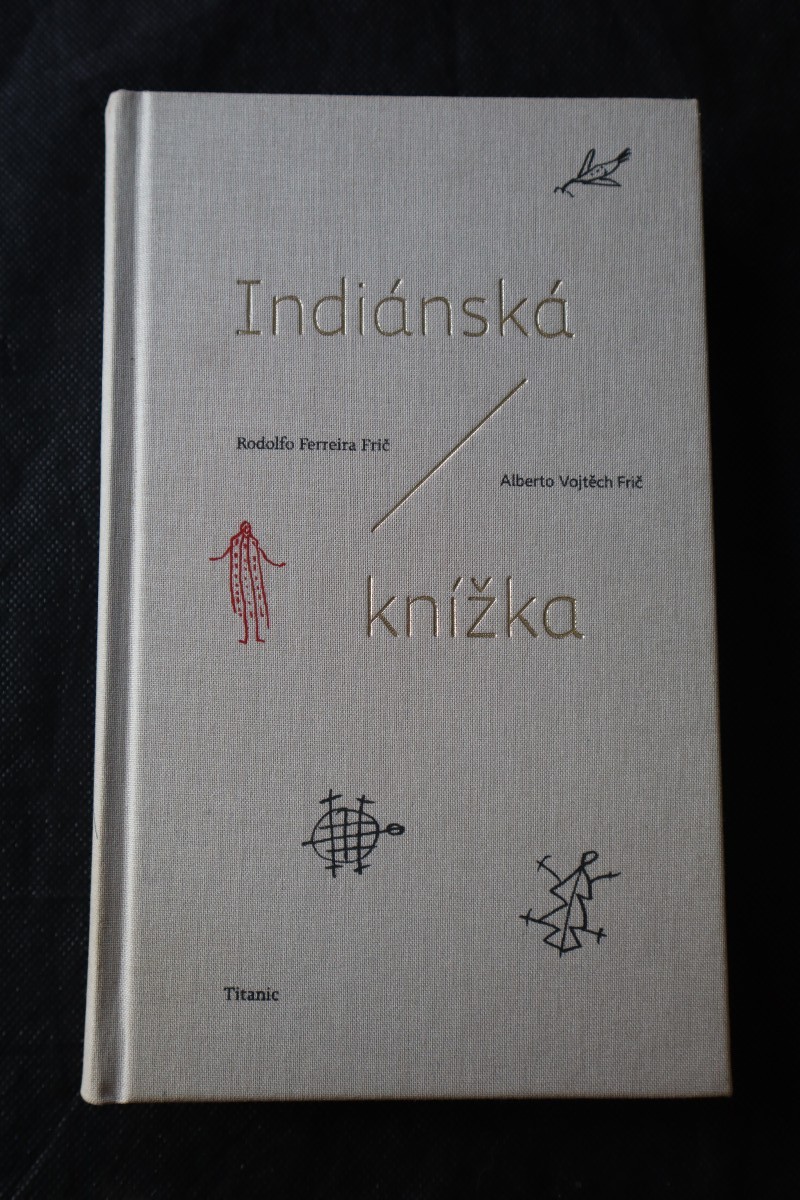 Indiánská
Rodolfo Ferreira Frič
Alberto Vojtěch Frič
knížka
Titanic